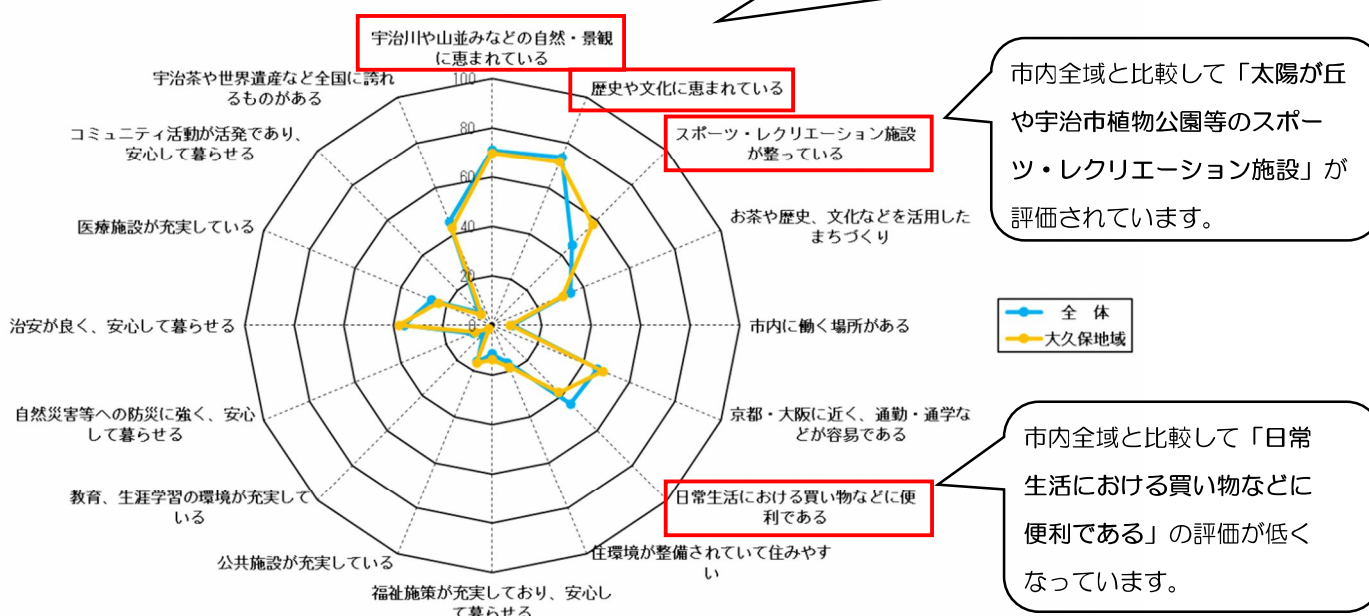 宇治川や山並みなどの自然・景観
に恵まれている
歴史や文化に恵まれている
スポーツ・レクリエーション施設
が整っている
お茶や歴史、文化などを活用した
まちづくり
市内に働く場所がある
京都・大阪に近く、通勤・通学な
どが容易である
日常生活における買い物などに便
利である
住環境が整備されていて住みやす
い
福祉施策が充実しており、安心し
て暮らせる
公共施設が充実している
教育、生涯学習の環境が充実して
いる
自然災害等への防災に強く、安心
して暮らせる
治安が良く、安心して暮らせる
医療施設が充実している
コミュニティ活動が活発であり、
安心して暮らせる
宇治茶や世界遺産など全国に誇れ
るものがある
100
80
60
40
20
0
全 体
大久保地域
市内全域と比較して「太陽が丘
や宇治市植物公園等のスポー
ツ・レクリエーション施設」が
評価されています。
市内全域と比較して「日常
生活における買い物などに
便利である」の評価が低く
なっています。